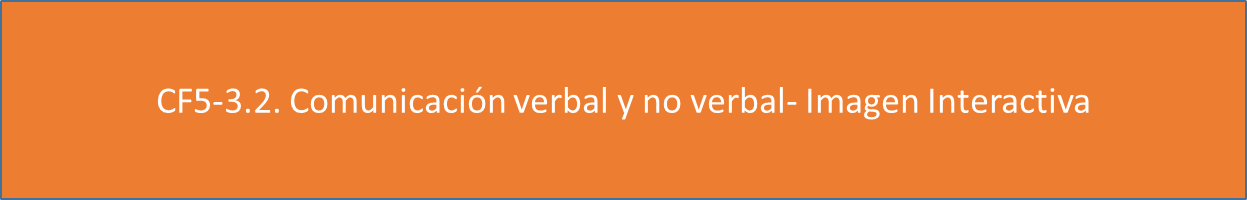 CF5-3.2. Comunicación verbal y no verbal- Imagen Interactiva